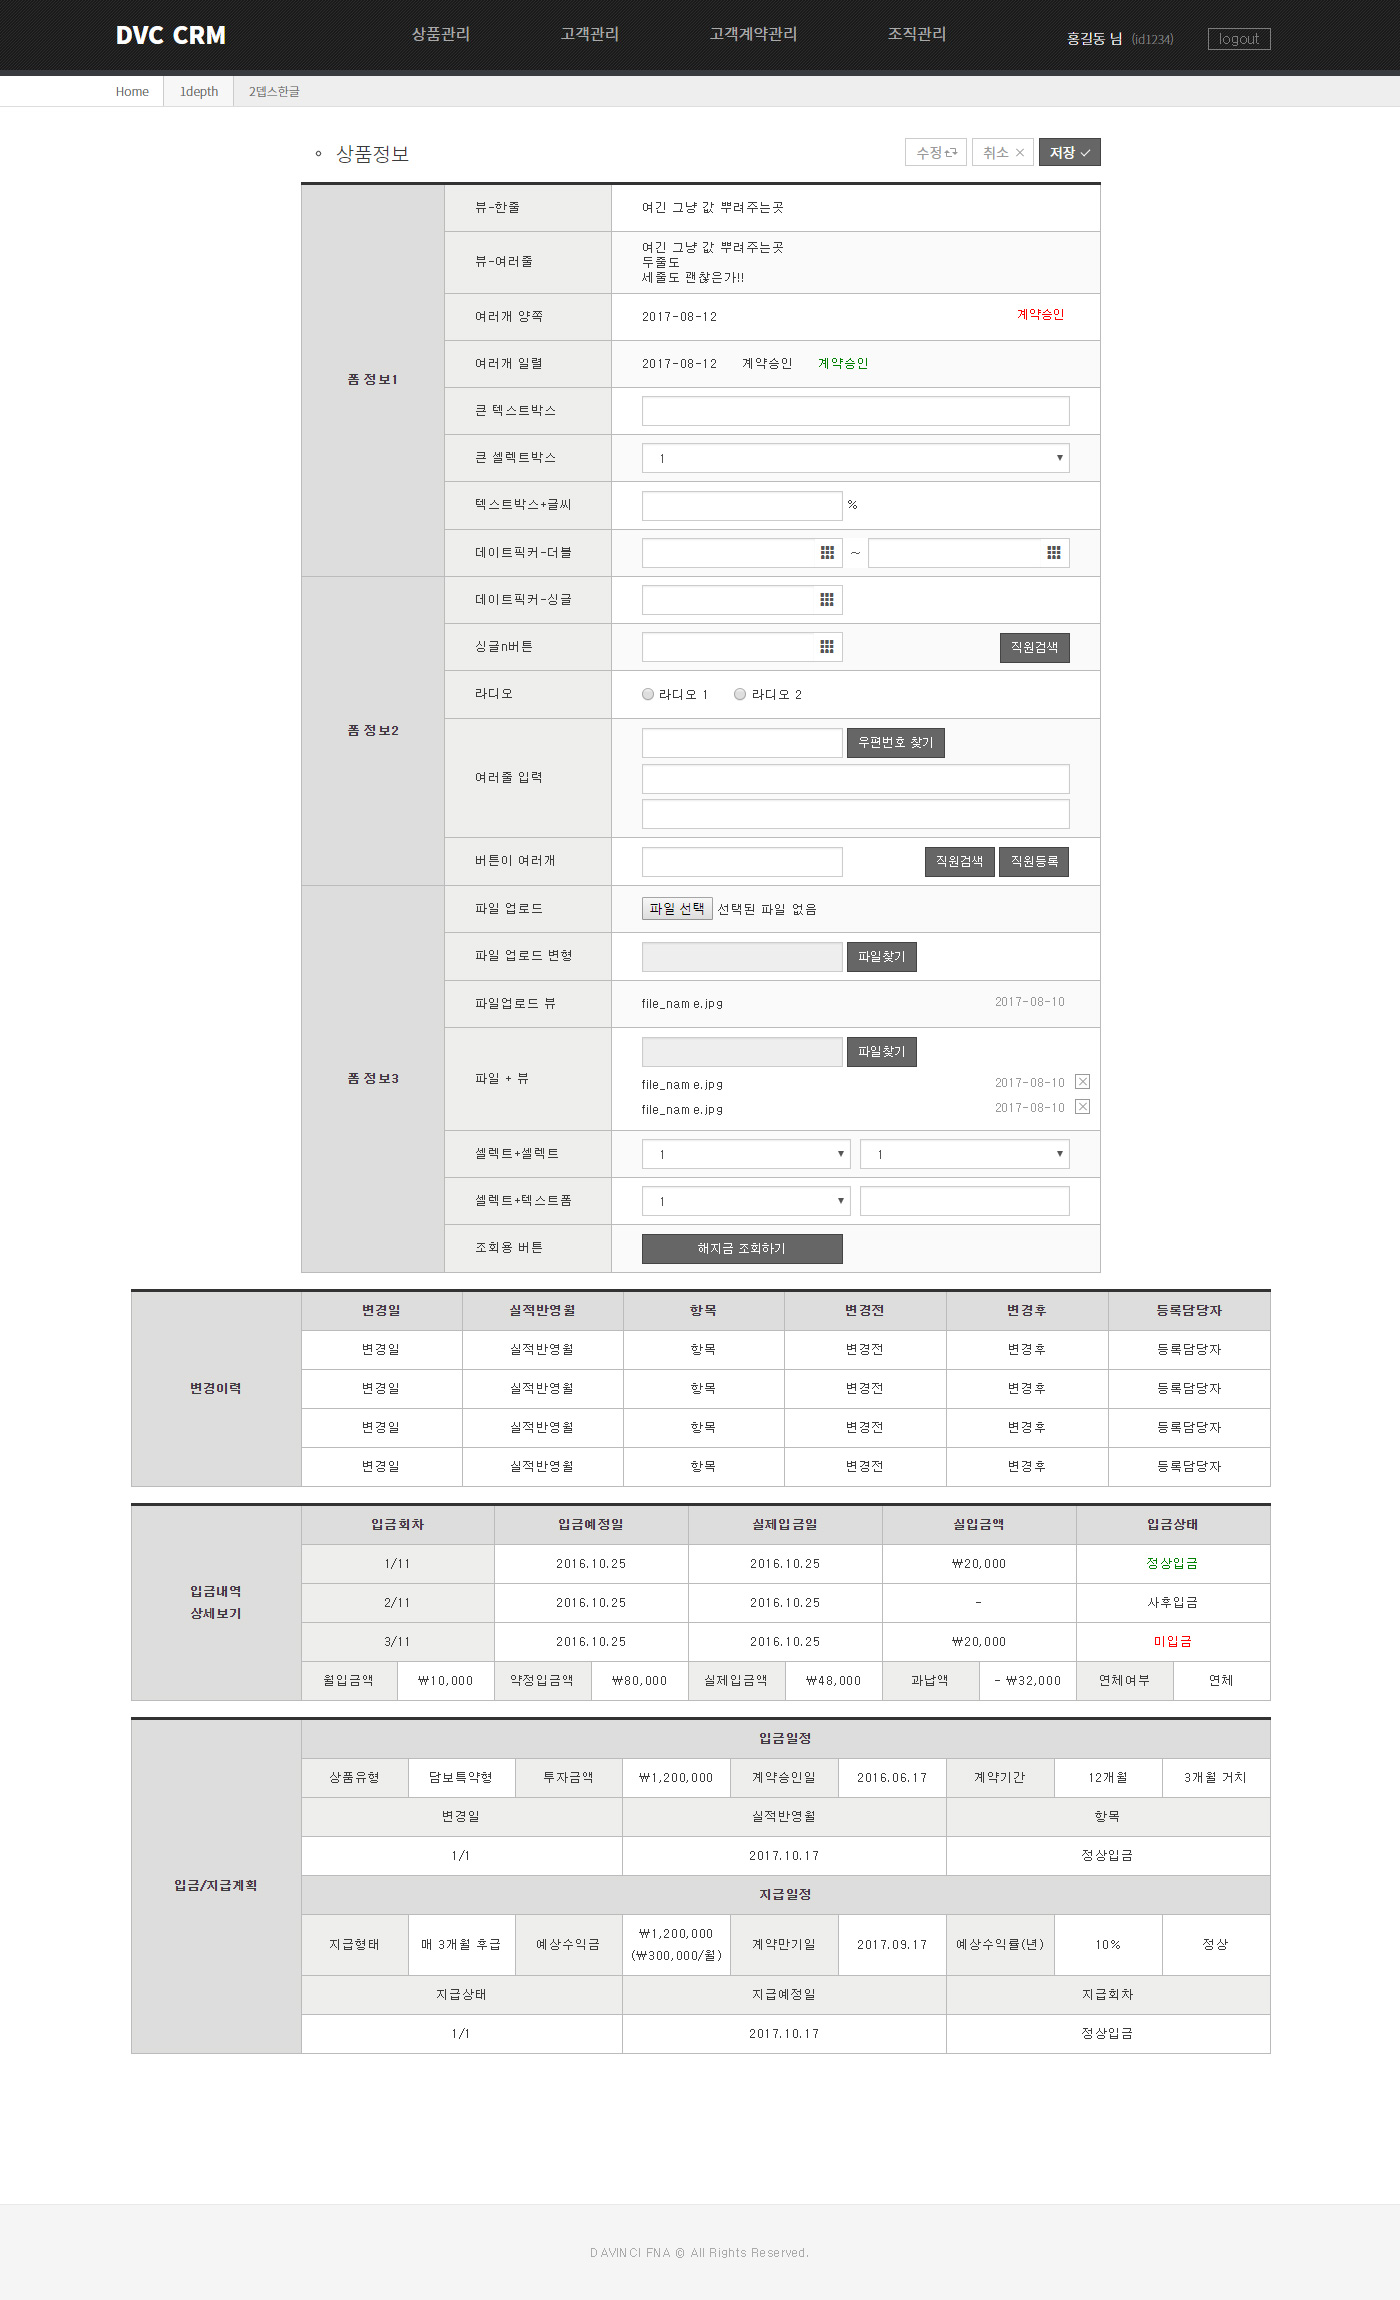 DVC CRM 상품관리 고객관리 고객계약관리 조직관리 홍길동 님 (id1234) logout
Home 1depth 2뎁스한글
상품정보 수정 취소 저장
폼 정보1
뷰-한줄 여긴 그냥 값 뿌려주는곳
뷰-여러줄
여긴 그냥 값 뿌려주는곳
두줄도
세줄도 괜찮은가!!
여러개 양쪽 2017-08-12 계약승인
여러개 일렬 2017-08-12 계약승인 계약승인
큰 텍스트박스
큰 셀렉트박스 1
텍스트박스+글씨 %
데이트픽커-더블 ~
폼 정보2
데이트픽커-싱글
싱글n버튼 직원검색
라디오 라디오 1 라디오 2
여러줄 입력 우편번호 찾기
버튼이 여러개 직원검색 직원등록
폼 정보3
파일 업로드 파일 선택 선택된 파일 없음
파일 업로드 변형 파일찾기
파일업로드 뷰 file_name.jpg 2017-08-10
파일 + 뷰 파일찾기
file_name.jpg 2017-08-10
file_name.jpg 2017-08-10
셀렉트+셀렉트 1 1
셀렉트+텍스트폼 1
조회용 버튼 해지금 조회하기
변경이력
변경일 실적반영월 항목 변경전 변경후 등록담당자
변경일 실적반영월 항목 변경전 변경후 등록담당자
변경일 실적반영월 항목 변경전 변경후 등록담당자
변경일 실적반영월 항목 변경전 변경후 등록담당자
변경일 실적반영월 항목 변경전 변경후 등록담당자
입금내역
상세보기
입금회차 입금예정일 실제입금일 실입금액 입금상태
1/11 2016.10.25 2016.10.25 ₩20,000 정상입금
2/11 2016.10.25 2016.10.25 - 사후입금
3/11 2016.10.25 2016.10.25 ₩20,000 미입금
월입금액 ₩10,000 약정입금액 ₩80,000 실제입금액 ₩48,000 과납액 - ₩32,000 연체여부 연체
입금/지급계획
입금일정
상품유형 담보특약형 투자금액 ₩1,200,000 계약승인일 2016.06.17 계약기간 12개월 3개월 거치
변경일 실적반영월 항목
1/1 2017.10.17 정상입금
지급일정
지급형태 매 3개월 후급 예상수익금 ₩1,200,000 (₩300,000/월) 계약만기일 2017.09.17 예상수익률(년) 10% 정상
지급상태 지급예정일 지급회차
1/1 2017.10.17 정상입금
DAVINCI FNA © All Rights Reserved.